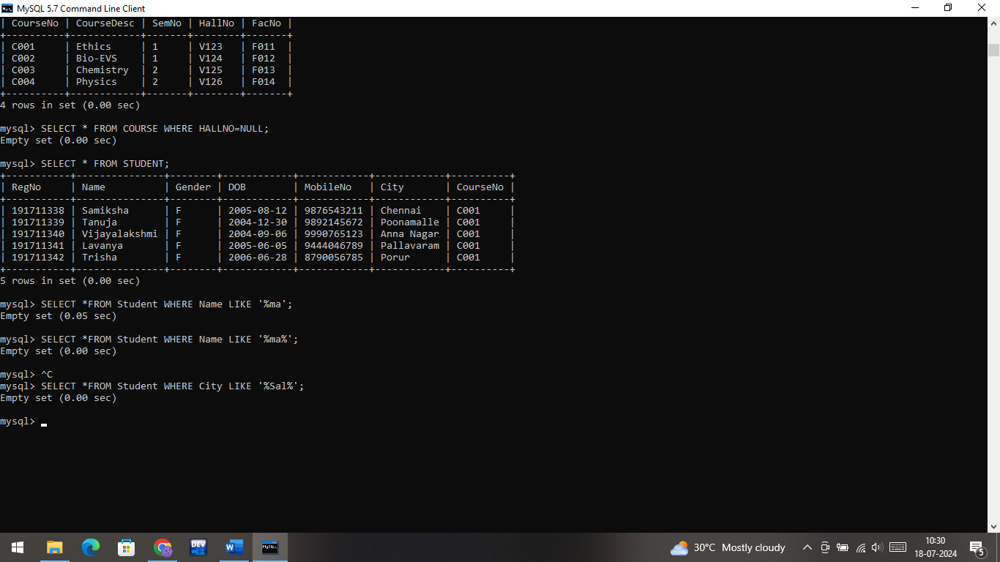 MySQL 5.7 Command Line Client
| CourseNo | CourseDesc | SemNo | HallNo | FacNo |
+----------+------------+-------+--------+-------+
| C001     | Ethics     | 1     | V123   | F011  |
| C002     | Bio-EVS    | 1     | V124   | F012  |
| C003     | Chemistry  | 2     | V125   | F013  |
| C004     | Physics    | 2     | V126   | F014  |
+----------+------------+-------+--------+-------+
4 rows in set (0.00 sec)
mysql> SELECT * FROM COURSE WHERE HALLNO=NULL;
Empty set (0.00 sec)
mysql> SELECT * FROM STUDENT;
+-----------+--------------+--------+------------+------------+------------+----------+
| RegNo     | Name         | Gender | DOB        | MobileNo   | City       | CourseNo |
+-----------+--------------+--------+------------+------------+------------+----------+
| 191711338 | Samiksha     | F      | 2005-08-12 | 9876543211 | Chennai    | C001     |
| 191711339 | Tanuja       | F      | 2004-12-30 | 9892145672 | Poonamalle | C001     |
| 191711340 | Vijayalakshmi | F      | 2004-09-06 | 9990765123 | Anna Nagar | C001     |
| 191711341 | Lavanya      | F      | 2005-06-05 | 9444046789 | Pallavaram | C001     |
| 191711342 | Trisha       | F      | 2006-06-28 | 8790056785 | Porur      | C001     |
+-----------+--------------+--------+------------+------------+------------+----------+
5 rows in set (0.00 sec)
mysql> SELECT *FROM Student WHERE Name LIKE '%ma';
Empty set (0.05 sec)
mysql> SELECT *FROM Student WHERE Name LIKE '%ma%';
Empty set (0.00 sec)
mysql> ^C
mysql> SELECT *FROM Student WHERE City LIKE '%Sal%';
Empty set (0.00 sec)
mysql>
DEV
W
MySQL
30°C Mostly cloudy
10:30
18-07-2024
5